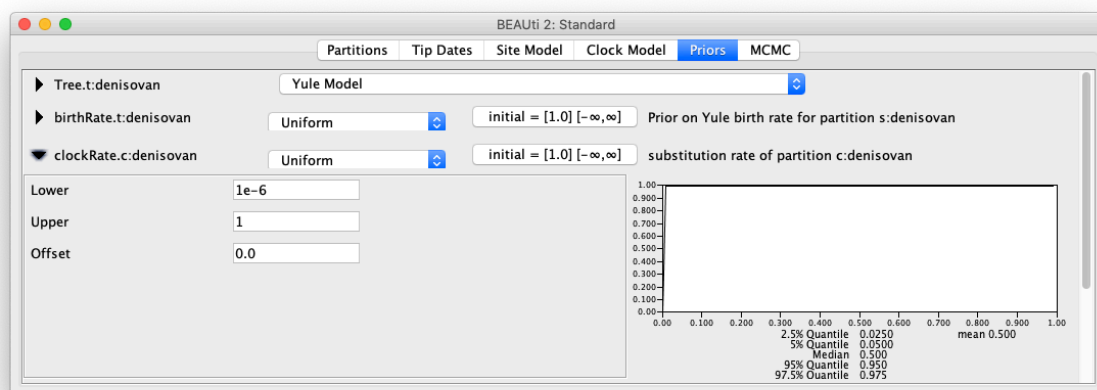 BEAUti 2: Standard
Partitions Tip Dates Site Model Clock Model Priors MCMC
Tree.t:denisovan Yule Model
birthRate.t:denisovan Uniform initial = [1.0] [-∞,∞] Prior on Yule birth rate for partition s:denisovan
clockRate.c:denisovan Uniform initial = [1.0] [-∞,∞] substitution rate of partition c:denisovan
Lower 1e-6
Upper 1
Offset 0.0
1.00
0.900
0.800
0.700
0.600
0.500
0.400
0.300
0.200
0.100
0.00
0.00 0.100 0.200 0.300 0.400 0.500 0.600 0.700 0.800 0.900 1.00
2.5% Quantile 0.0250 mean 0.500
5% Quantile 0.0500
Median 0.500
95% Quantile 0.950
97.5% Quantile 0.975